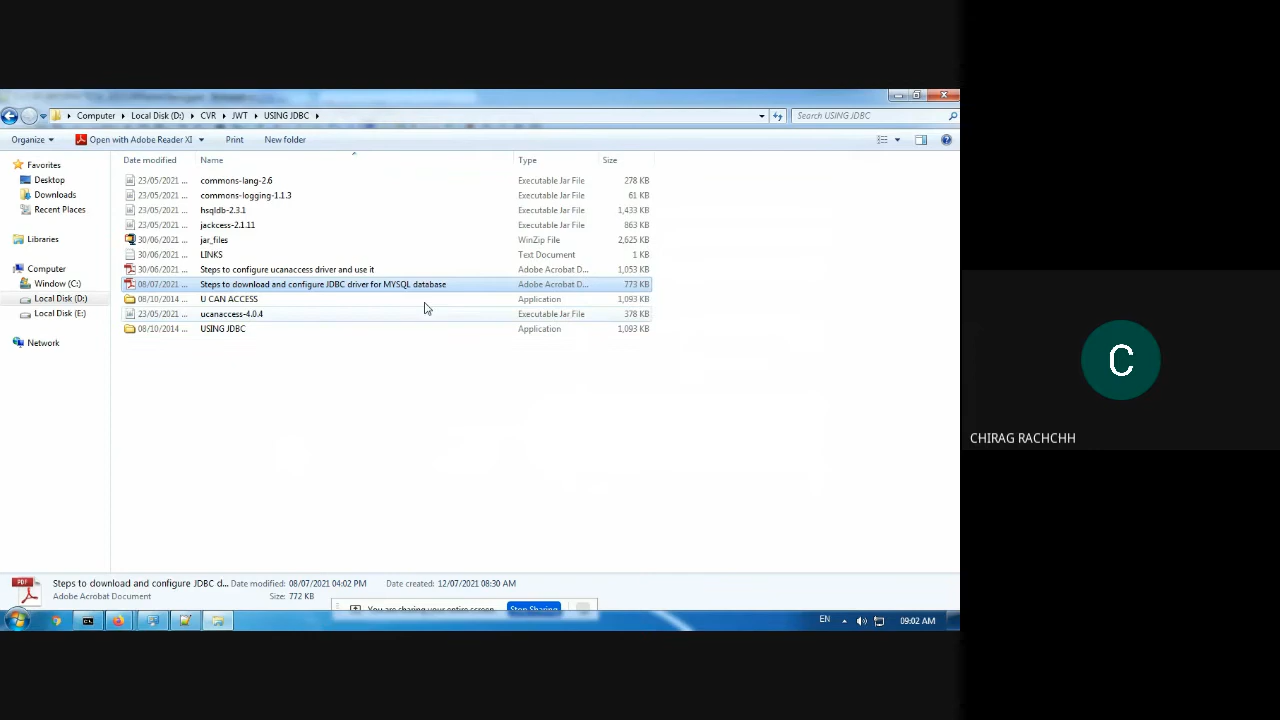 Computer Local Disk (D:) CVR JWT USING JDBC Search USING JDBC
Organize Open with Adobe Reader XI Print New folder
Date modified Name Type Size
Favorites
Desktop
Downloads
Recent Places
Libraries
Computer
Window (C:)
Local Disk (D:)
Local Disk (E:)
Network
23/05/2021 ... commons-lang-2.6 Executable Jar File 278 KB
23/05/2021 ... commons-logging-1.1.3 Executable Jar File 61 KB
23/05/2021 ... hsqldb-2.3.1 Executable Jar File 1,433 KB
23/05/2021 ... jackcess-2.1.11 Executable Jar File 863 KB
30/06/2021 ... jar_files WinZip File 2,625 KB
30/06/2021 ... LINKS Text Document 1 KB
30/06/2021 ... Steps to configure ucanaccess driver and use it Adobe Acrobat D... 1,053 KB
08/07/2021 ... Steps to download and configure JDBC driver for MYSQL database Adobe Acrobat D... 773 KB
08/10/2014 ... U CAN ACCESS Application 1,093 KB
23/05/2021 ... ucanaccess-4.0.4 Executable Jar File 378 KB
08/10/2014 ... USING JDBC Application 1,093 KB
C
CHIRAG RACHCHH
Steps to download and configure JDBC d... Date modified: 08/07/2021 04:02 PM Date created: 12/07/2021 08:30 AM
Adobe Acrobat Document Size: 772 KB
You are sharing your entire screen Stop Sharing
EN 09:02 AM